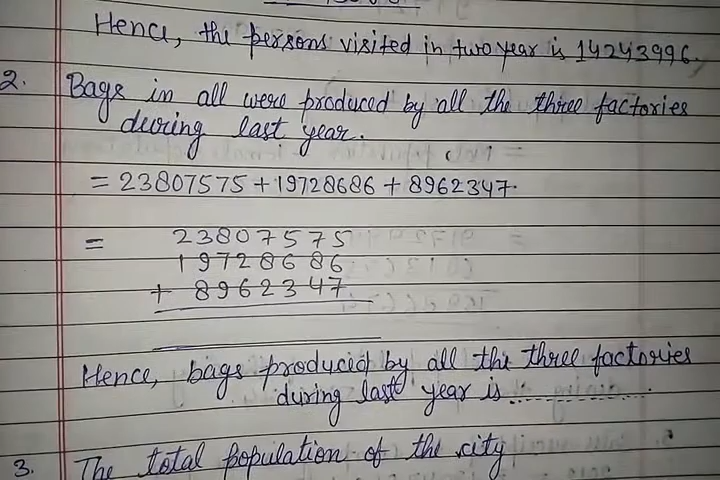 Hence, the persons visited in two year is 14243996.
2. Bags in all were produced by all the three factories
during last year.
= 23807575 + 19728686 + 8962347.
= 23807575
19728686
+ 8962347
Hence, bags produced by all the three factories
during last year is ...............
3. The total population of the city